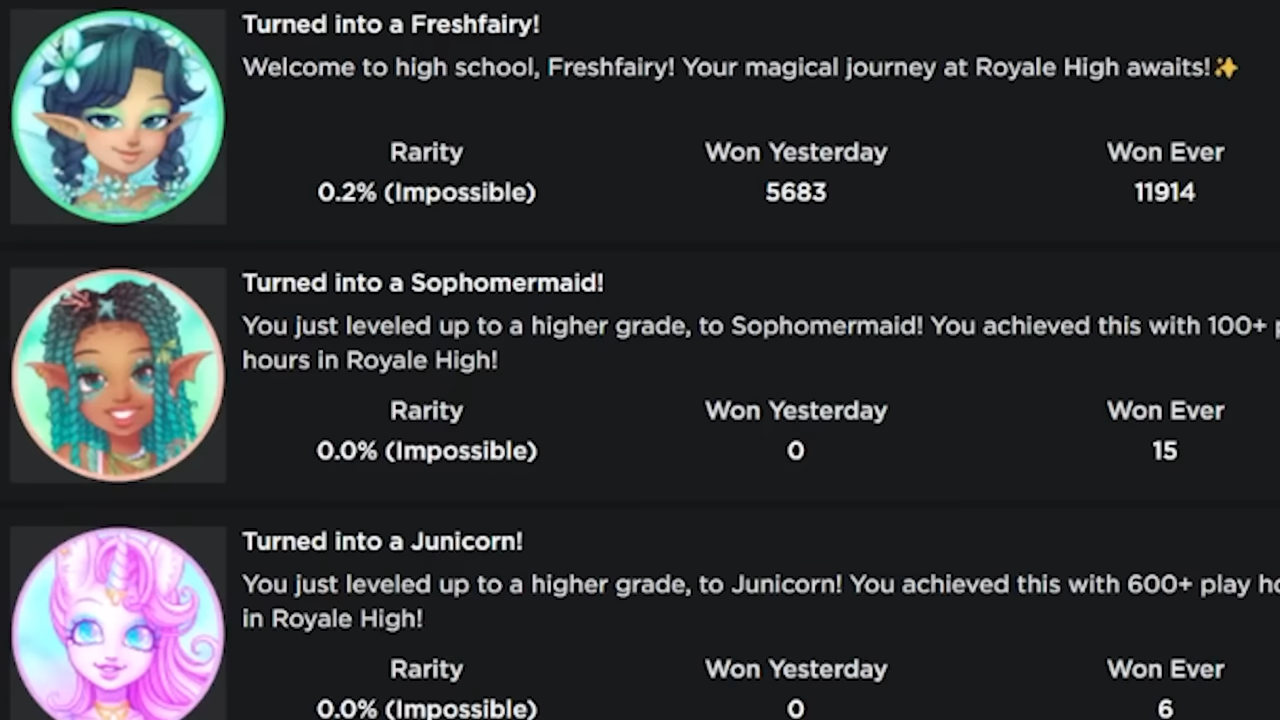 Turned into a Freshfairy!
Welcome to high school, Freshfairy! Your magical journey at Royale High awaits!✨
Rarity Won Yesterday Won Ever
0.2% (Impossible) 5683 11914
Turned into a Sophomermaid!
You just leveled up to a higher grade, to Sophomermaid! You achieved this with 100+
hours in Royale High!
Rarity Won Yesterday Won Ever
0.0% (Impossible) 0 15
Turned into a Junicorn!
You just leveled up to a higher grade, to Junicorn! You achieved this with 600+ play
in Royale High!
Rarity Won Yesterday Won Ever
0.0% (Impossible) 0 6